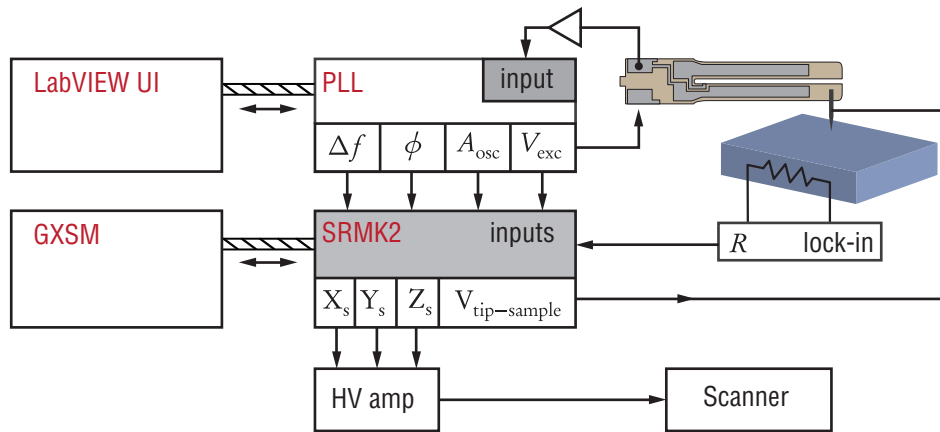 LabVIEW UI
PLL
input
Δf
ϕ
A_osc
V_exc
GXSM
SRMK2
inputs
R
lock-in
X_s
Y_s
Z_s
V_tip−sample
HV amp
Scanner